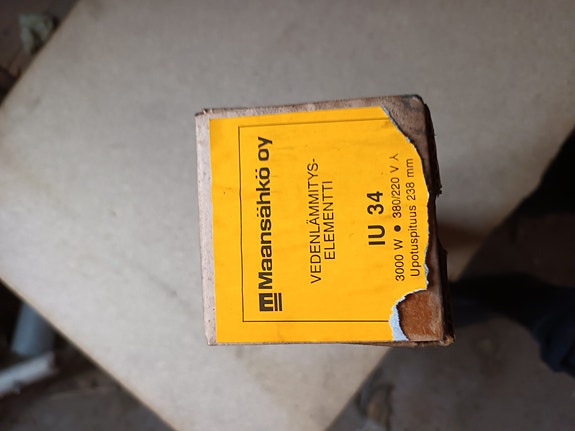 Maansähkö oy
VEDENLÄMMITYS-
ELEMENTTI
IU 34
3000 W ● 380/220 V ⅄
Upotuspituus 238 mm